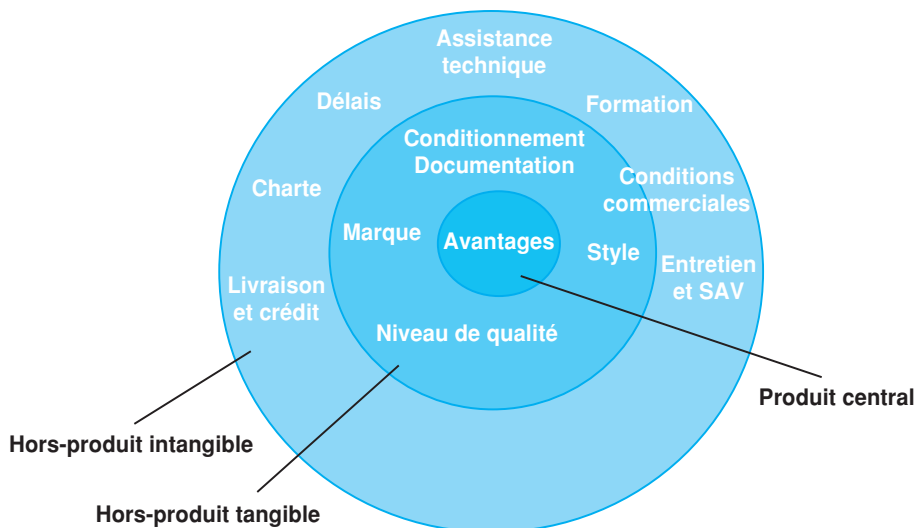 Assistance
technique
Délais
Formation
Conditionnement
Documentation
Charte
Conditions
commerciales
Marque
Avantages
Style
Entretien
et SAV
Livraison
et crédit
Niveau de qualité
Produit central
Hors-produit intangible
Hors-produit tangible